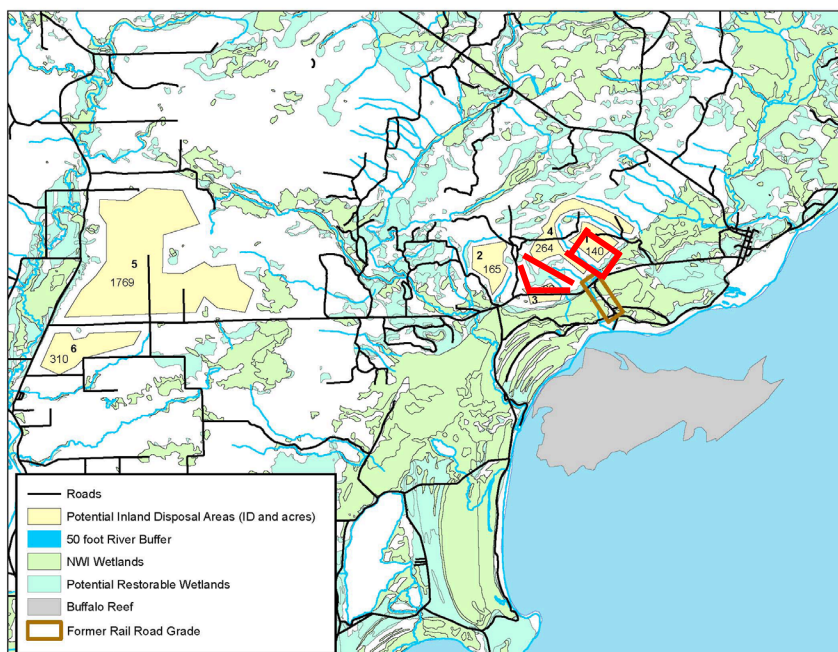 4
264
140
2
165
5
1769
3
6
310
Roads
Potential Inland Disposal Areas (ID and acres)
50 foot River Buffer
NWI Wetlands
Potential Restorable Wetlands
Buffalo Reef
Former Rail Road Grade